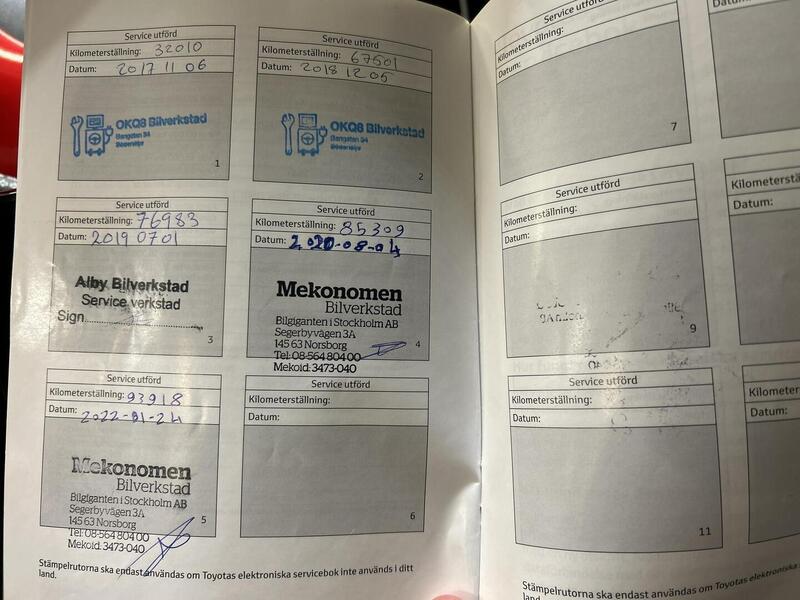 Service utförd
Kilometerställning: 32010
Datum: 2017 11 06
OKQ8 Bilverkstad
1
Service utförd
Kilometerställning: 67501
Datum: 2018 12 05
OKQ8 Bilverkstad
2
Service utförd
Kilometerställning: 76983
Datum: 2019 07 01
Alby Bilverkstad
Service verkstad
Sign
3
Service utförd
Kilometerställning: 85309
Datum: 2020-08-04
Mekonomen
Bilverkstad
Bilgiganten i Stockholm AB
Segerbyvägen 3A
145 63 Norsborg
Tel: 08-564 804 00
Mekoid: 3473-040
4
Service utförd
Kilometerställning: 93918
Datum: 2022-01-24
Mekonomen
Bilverkstad
Bilgiganten i Stockholm AB
Segerbyvägen 3A
145 63 Norsborg
Tel: 08-564 804 00
Mekoid: 3473-040
5
Service utförd
Kilometerställning:
Datum:
6
Stämpelrutorna ska endast användas om Toyotas elektroniska servicebok inte används i ditt
land.
Service utförd
Kilometerställning:
Datum:
7
Kilometerställning:
Datum:
Service utförd
Kilometerställning:
Datum:
9
Service utförd
Kilometerställning:
Datum:
11
Datum:
Stämpelrutorna ska endast användas om Toyotas elektroniska
land.